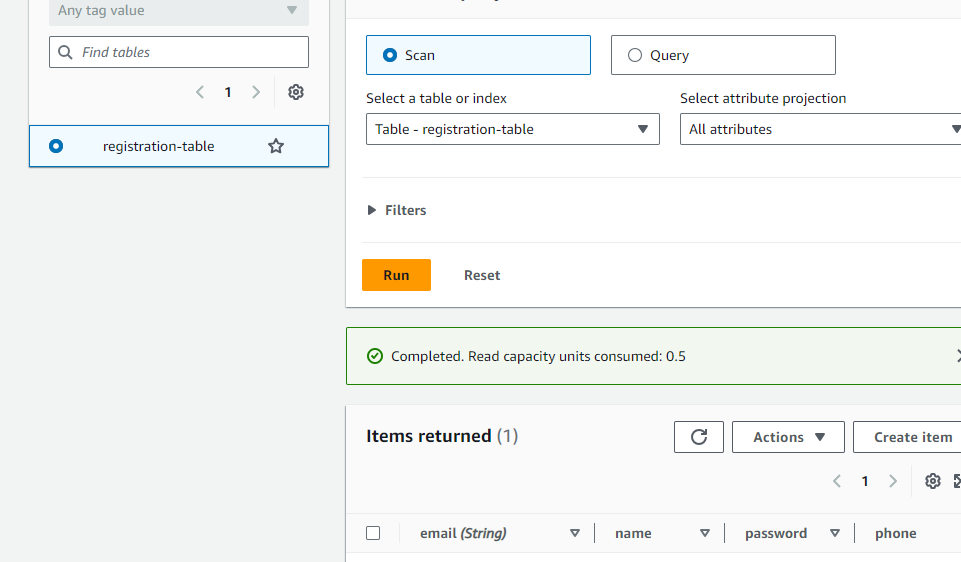 Any tag value
Find tables
1
registration-table
Scan
Query
Select a table or index
Select attribute projection
Table - registration-table
All attributes
Filters
Run
Reset
Completed. Read capacity units consumed: 0.5
Items returned (1)
Actions
Create item
1
email (String)
name
password
phone